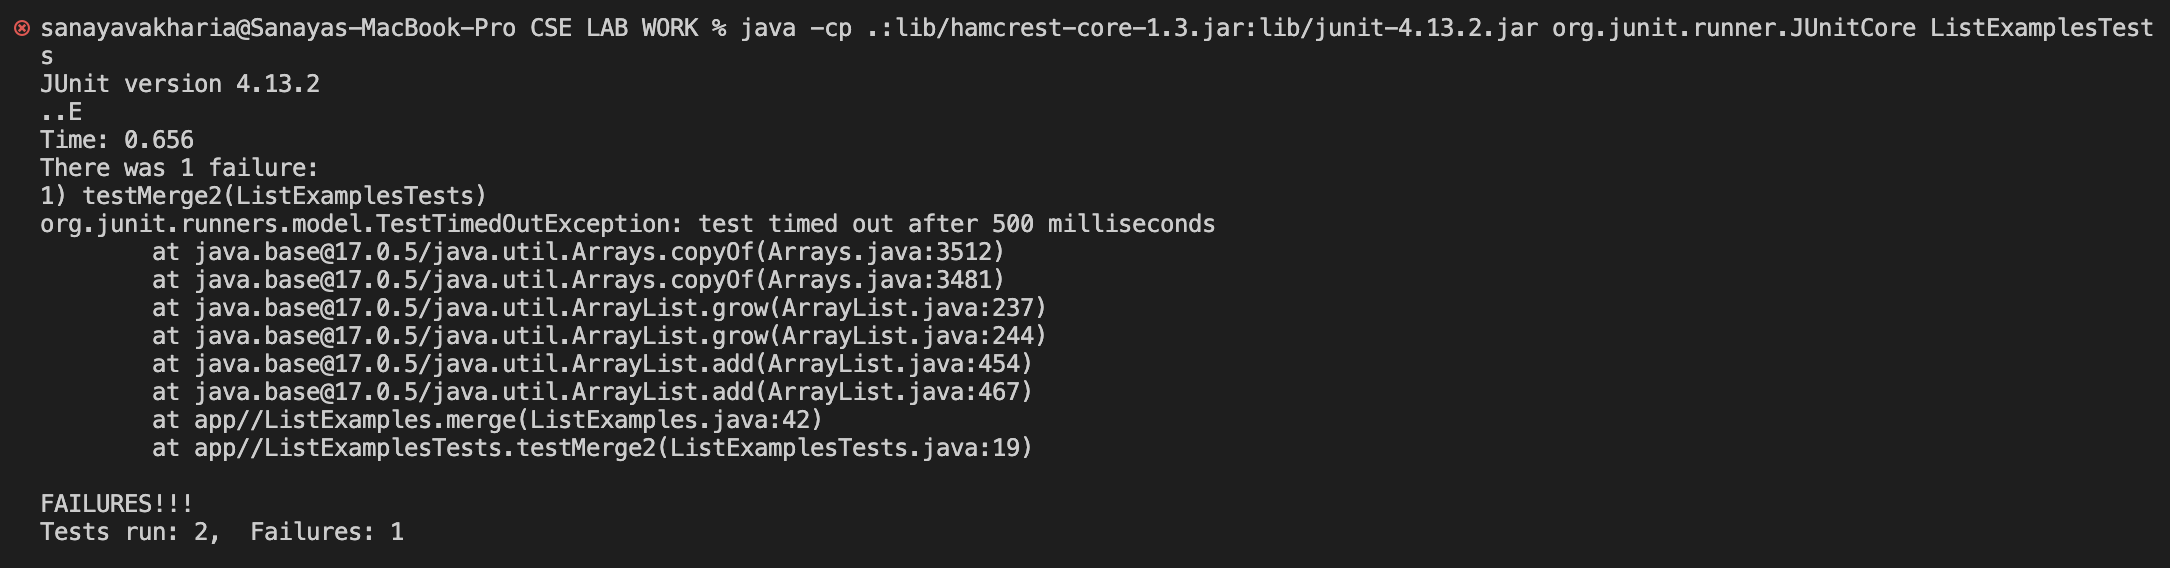 sanayavakharia@Sanayas-MacBook-Pro CSE LAB WORK % java -cp .:lib/hamcrest-core-1.3.jar:lib/junit-4.13.2.jar org.junit.runner.JUnitCore ListExamplesTest
s
JUnit version 4.13.2
..E
Time: 0.656
There was 1 failure:
1) testMerge2(ListExamplesTests)
org.junit.runners.model.TestTimedOutException: test timed out after 500 milliseconds
        at java.base@17.0.5/java.util.Arrays.copyOf(Arrays.java:3512)
        at java.base@17.0.5/java.util.Arrays.copyOf(Arrays.java:3481)
        at java.base@17.0.5/java.util.ArrayList.grow(ArrayList.java:237)
        at java.base@17.0.5/java.util.ArrayList.grow(ArrayList.java:244)
        at java.base@17.0.5/java.util.ArrayList.add(ArrayList.java:454)
        at java.base@17.0.5/java.util.ArrayList.add(ArrayList.java:467)
        at app//ListExamples.merge(ListExamples.java:42)
        at app//ListExamplesTests.testMerge2(ListExamplesTests.java:19)
FAILURES!!!
Tests run: 2,  Failures: 1